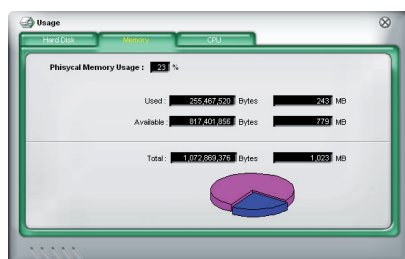 Usage
Hard Disk Memory CPU
Phisycal Memory Usage : 23 %
Used : 255,467,520 Bytes 243 MB
Available : 817,401,856 Bytes 779 MB
Total : 1,072,869,376 Bytes 1,023 MB